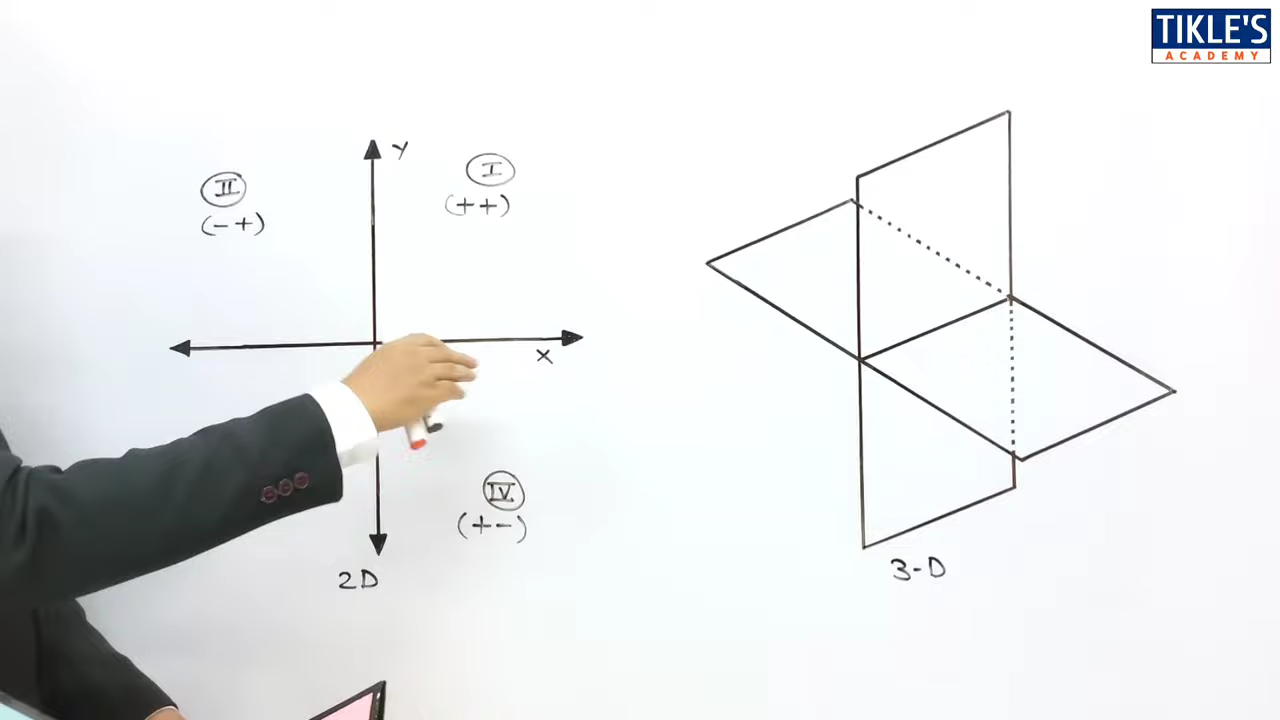 TIKLE'S
ACADEMY
Y
I
(++)
II
(-+)
X
IV
(+-)
2D
3-D